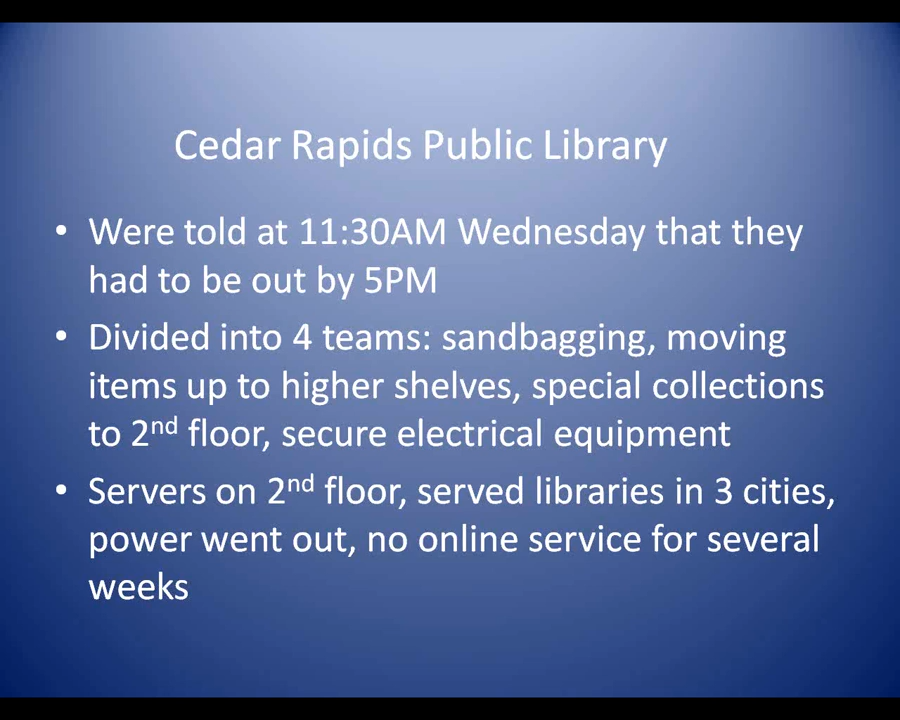 Cedar Rapids Public Library
• Were told at 11:30AM Wednesday that they
had to be out by 5PM
• Divided into 4 teams: sandbagging, moving
items up to higher shelves, special collections
to 2nd floor, secure electrical equipment
• Servers on 2nd floor, served libraries in 3 cities,
power went out, no online service for several
weeks